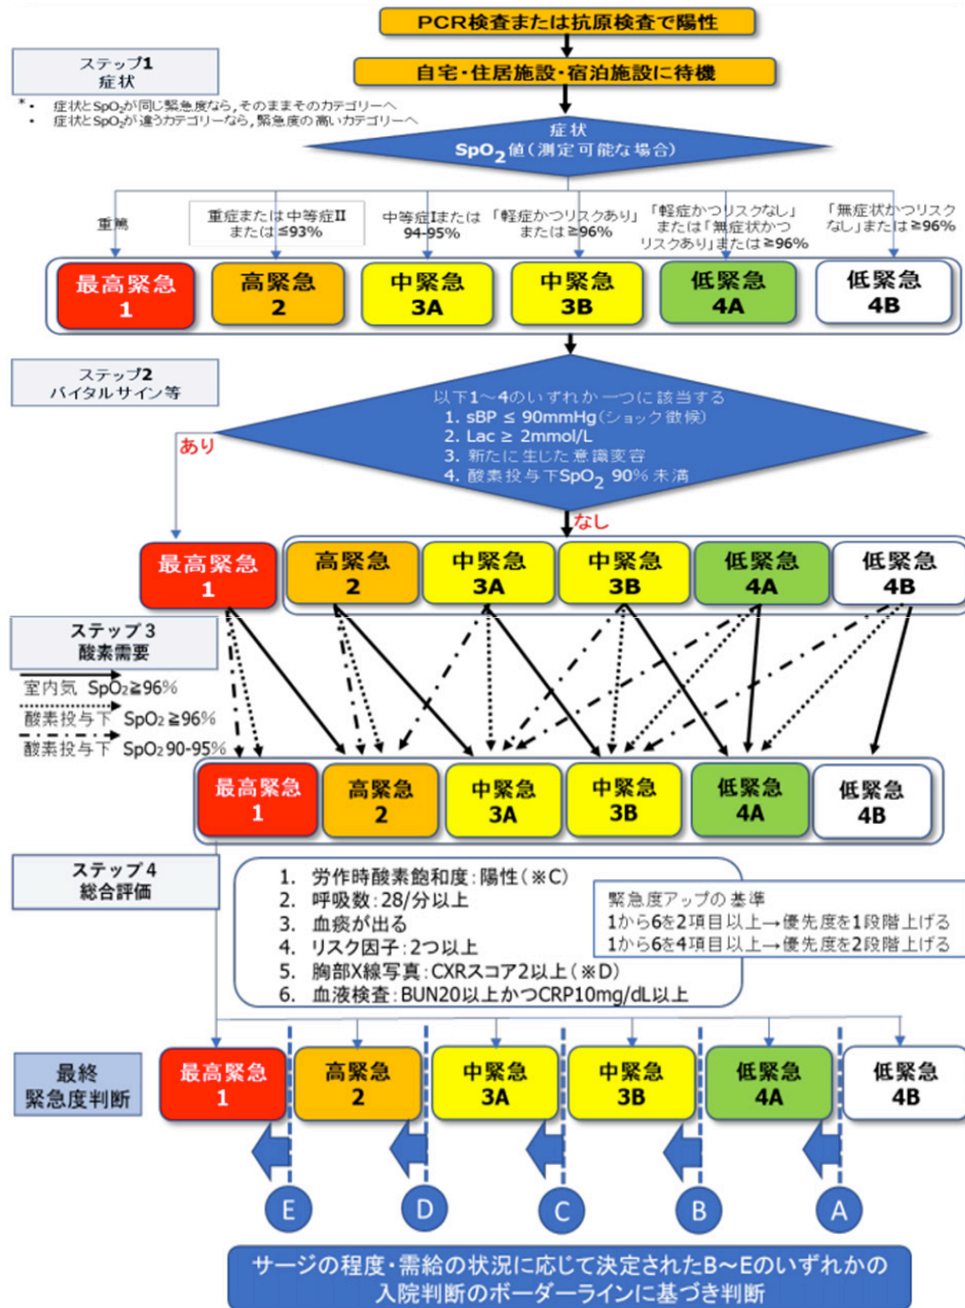 PCR検査または抗原検査で陽性
自宅・住居施設・宿泊施設に待機
ステップ1
症状
* ・ 症状とSpO₂が同じ緊急度なら,そのままそのカテゴリーへ
・ 症状とSpO₂が違うカテゴリーなら,緊急度の高いカテゴリーへ
症状
SpO₂値(測定可能な場合)
重篤
重症または中等症II
または≦93%
中等症Iまたは
94-95%
「軽症かつリスクあり」
または≧96%
「軽症かつリスクなし」
または「無症状かつ
リスクあり」または≧96%
「無症状かつリスク
なし」または≧96%
最高緊急
1
高緊急
2
中緊急
3A
中緊急
3B
低緊急
4A
低緊急
4B
ステップ2
バイタルサイン等
以下1~4のいずれか一つに該当する
1. sBP ≤ 90mmHg(ショック徴候)
2. Lac ≥ 2mmol/L
3. 新たに生じた意識変容
4. 酸素投与下SpO₂ 90%未満
あり
なし
最高緊急
1
高緊急
2
中緊急
3A
中緊急
3B
低緊急
4A
低緊急
4B
ステップ3
酸素需要
室内気 SpO₂≧96%
酸素投与下 SpO₂≧96%
酸素投与下 SpO₂90-95%
最高緊急
1
高緊急
2
中緊急
3A
中緊急
3B
低緊急
4A
低緊急
4B
ステップ4
総合評価
1. 労作時酸素飽和度:陽性(※C)
2. 呼吸数:28/分以上
3. 血痰が出る
4. リスク因子:2つ以上
5. 胸部X線写真:CXRスコア2以上(※D)
6. 血液検査:BUN20以上かつCRP10mg/dL以上
緊急度アップの基準
1から6を2項目以上→優先度を1段階上げる
1から6を4項目以上→優先度を2段階上げる
最終
緊急度判断
最高緊急
1
高緊急
2
中緊急
3A
中緊急
3B
低緊急
4A
低緊急
4B
E
D
C
B
A
サージの程度・需給の状況に応じて決定されたB~Eのいずれかの
入院判断のボーダーラインに基づき判断